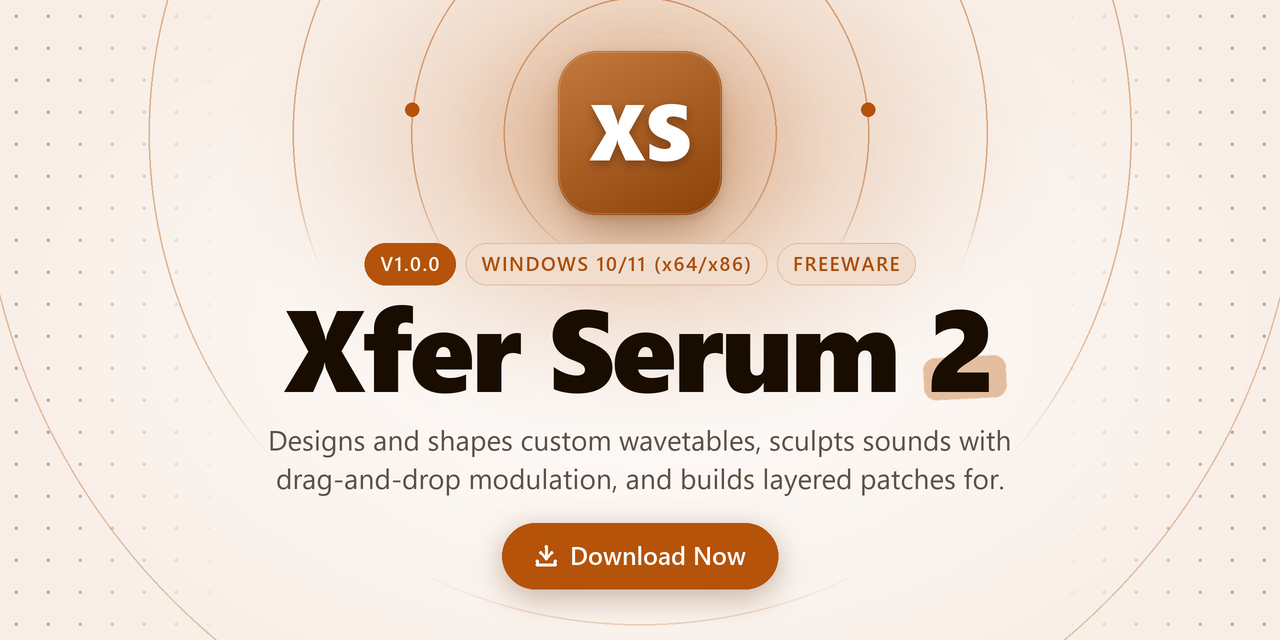 XS
V1.0.0 WINDOWS 10/11 (x64/x86) FREEWARE
Xfer Serum 2
Designs and shapes custom wavetables, sculpts sounds with
drag-and-drop modulation, and builds layered patches for.
Download Now